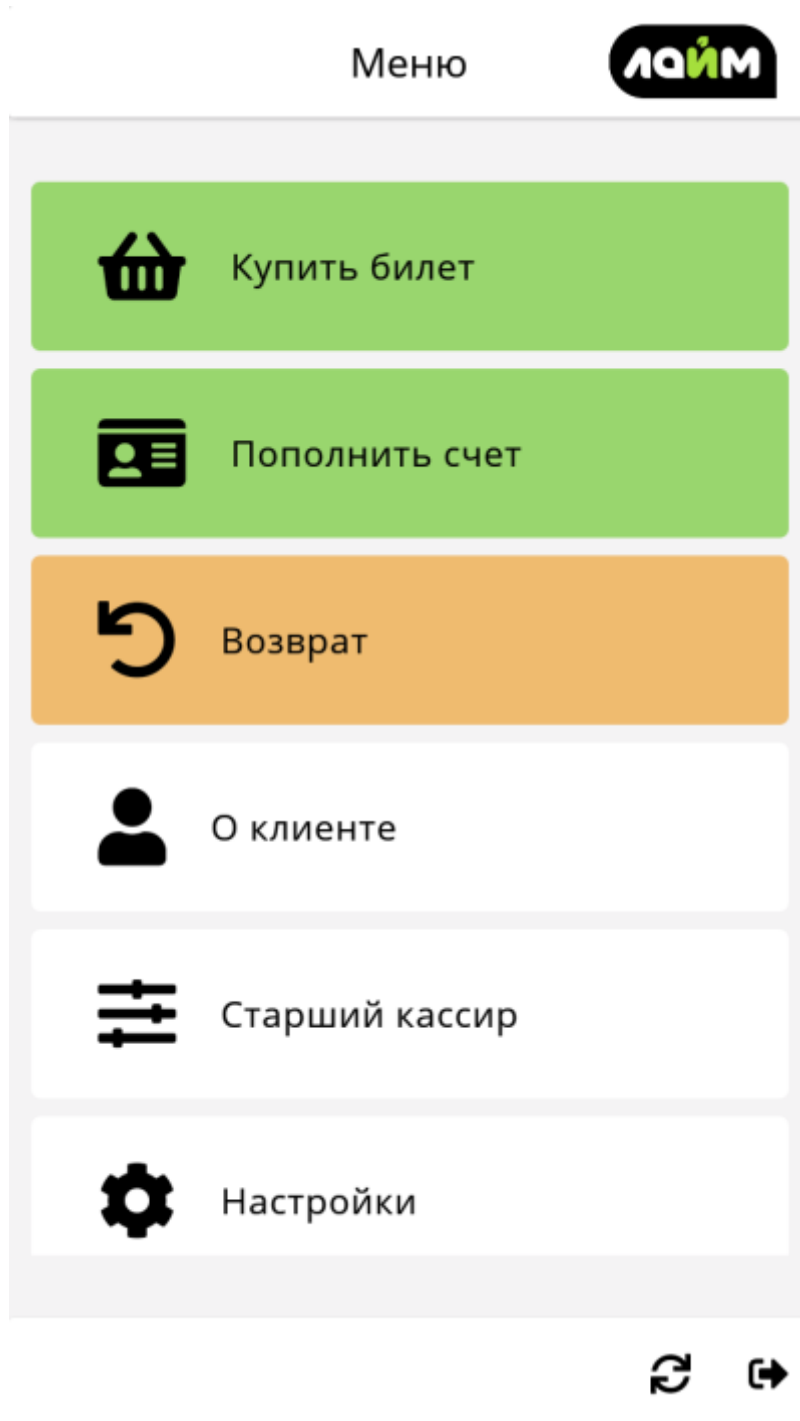 Меню
лайм
Купить билет
Пополнить счет
Возврат
О клиенте
Старший кассир
Настройки